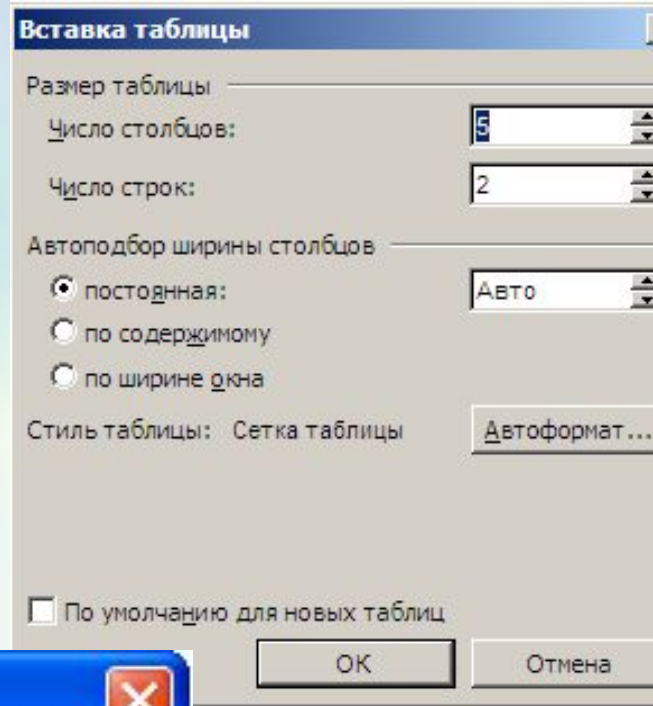 Вставка таблицы
Размер таблицы
Число столбцов: 5
Число строк: 2
Автоподбор ширины столбцов
постоянная: Авто
по содержимому
по ширине окна
Стиль таблицы: Сетка таблицы Автоформат...
По умолчанию для новых таблиц
ОК Отмена